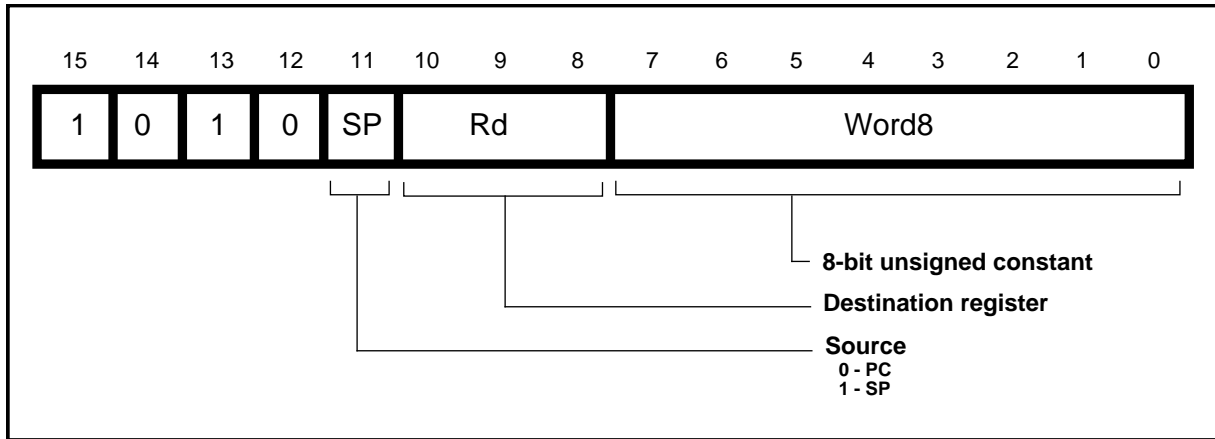 15 14 13 12 11 10 9 8 7 6 5 4 3 2 1 0
1 0 1 0 SP Rd Word8
8-bit unsigned constant
Destination register
Source
0 - PC
1 - SP